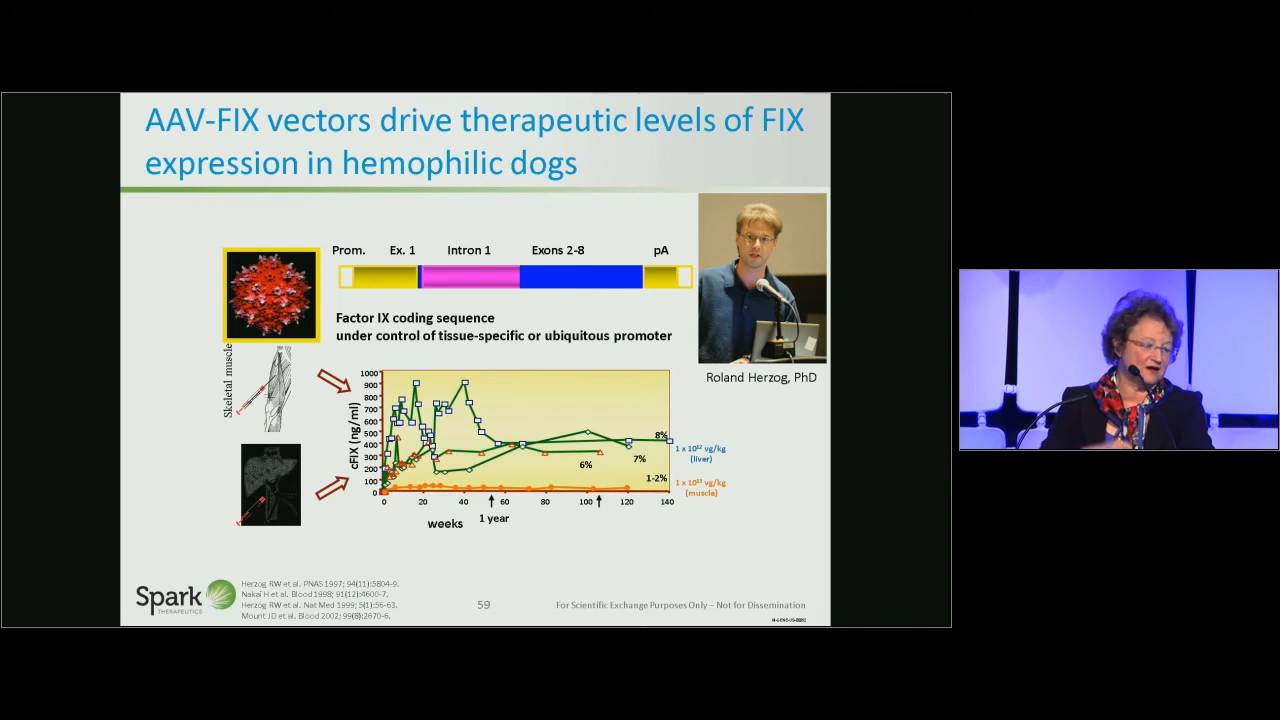 AAV-FIX vectors drive therapeutic levels of FIX
expression in hemophilic dogs
Prom. Ex. 1 Intron 1 Exons 2-8 pA
Factor IX coding sequence
under control of tissue-specific or ubiquitous promoter
Roland Herzog, PhD
Skeletal muscle
cFIX (ng/ml)
1000
900
800
700
600
500
400
300
200
100
0
8%
7%
6%
1-2%
1 x 10¹² vg/kg
(liver)
1 x 10¹² vg/kg
(muscle)
0 20 40 60 80 100 120 140
weeks
1 year
Spark
THERAPEUTICS
Herzog RW et al. PNAS 1997; 94(11):5804-9.
Nakai H et al. Blood 1998; 91(12):4600-7.
Herzog RW et al. Nat Med 1999; 5(1):56-63.
Mount JD et al. Blood 2002; 99(8):2670-6.
59
For Scientific Exchange Purposes Only – Not for Dissemination